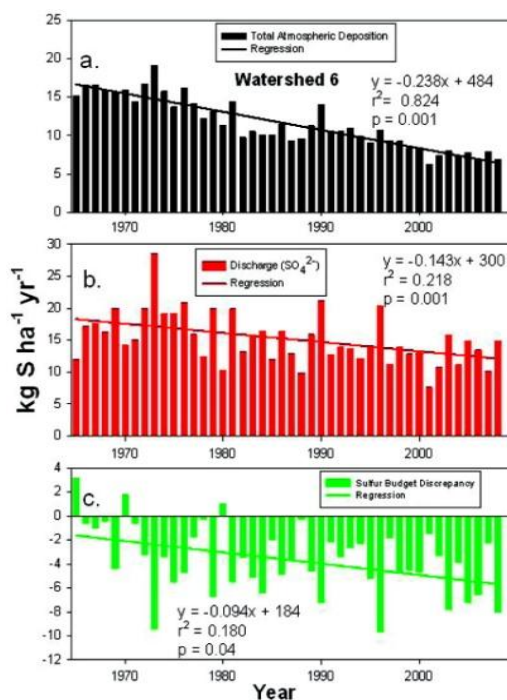 25
Total Atmospheric Deposition
Regression
a.
Watershed 6
y = -0.238x + 484
r² = 0.824
p = 0.001
20
15
10
5
0
1970
1980
1990
2000
30
b.
Discharge (SO₄²⁻)
Regression
y = -0.143x + 300
r² = 0.218
p = 0.001
25
20
15
10
5
0
kg S ha⁻¹ yr⁻¹
1970
1980
1990
2000
4
c.
Sulfur Budget Discrepancy
Regression
2
0
-2
-4
-6
-8
-10
-12
y = -0.094x + 184
r² = 0.180
p = 0.04
1970
1980
1990
2000
Year